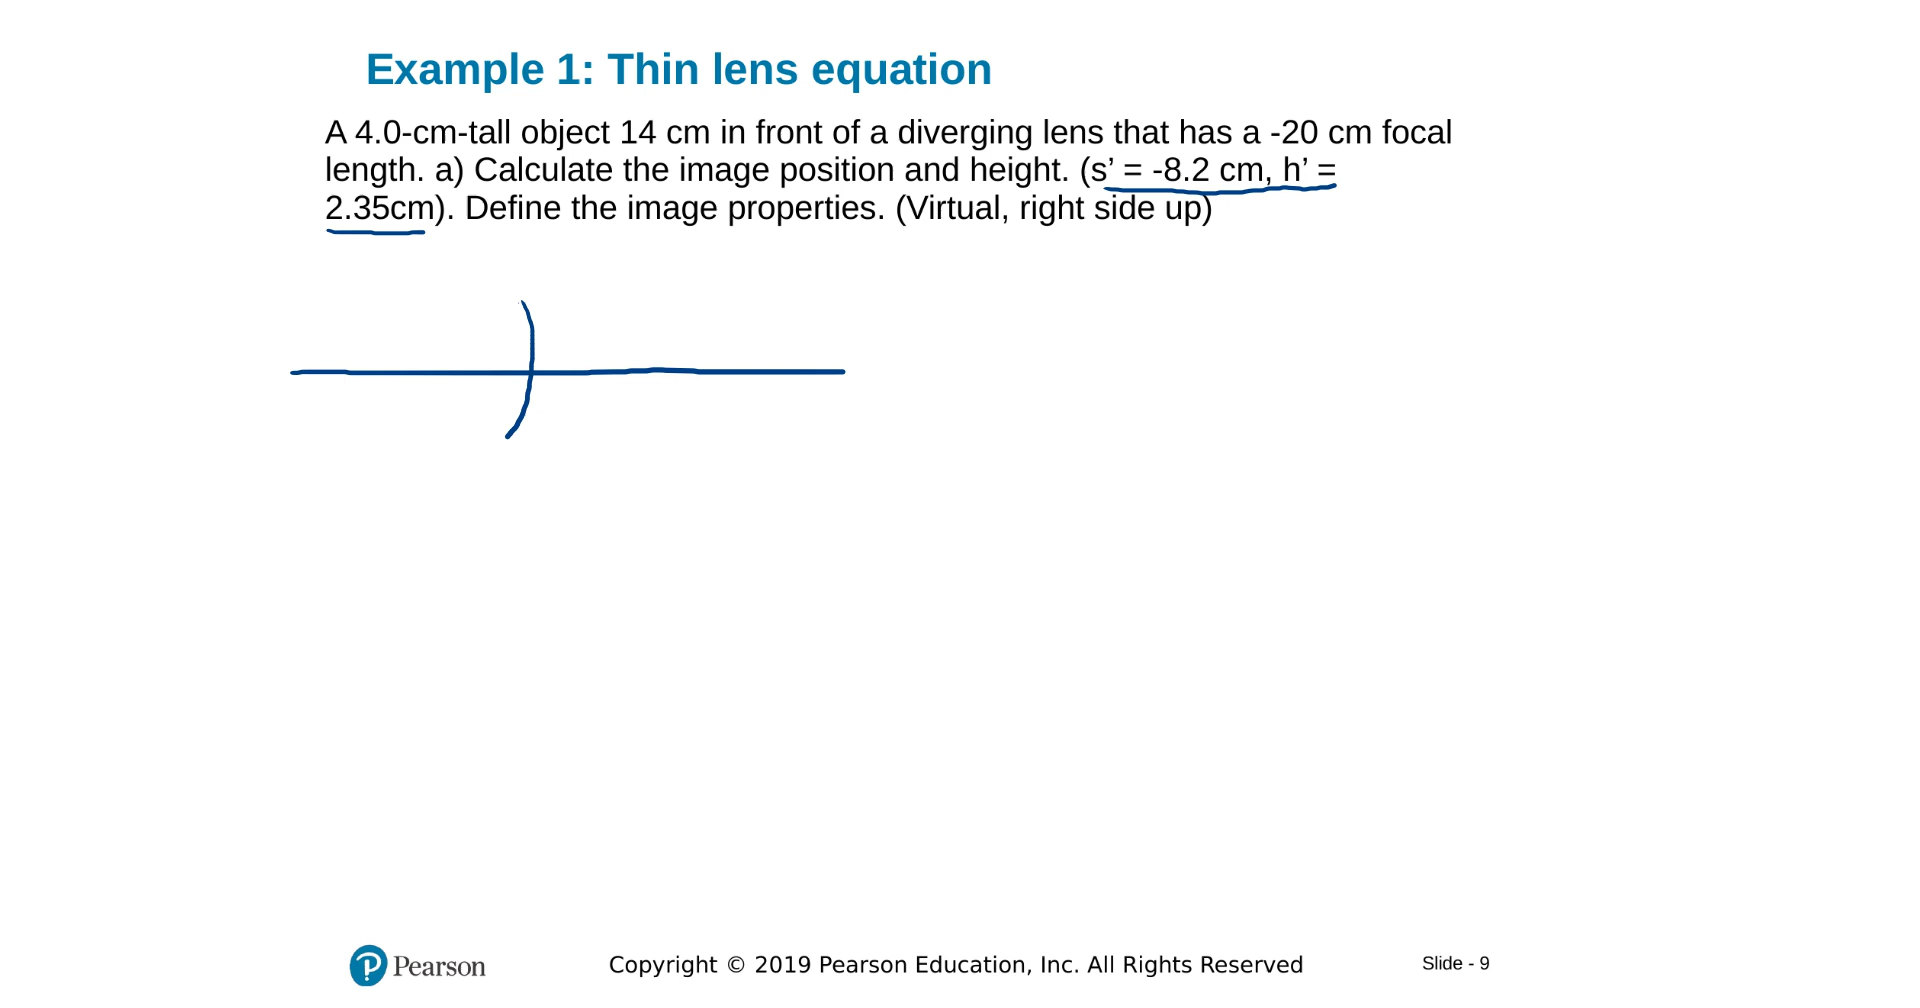 Example 1: Thin lens equation
A 4.0-cm-tall object 14 cm in front of a diverging lens that has a -20 cm focal
length. a) Calculate the image position and height. (s’ = -8.2 cm, h’ =
2.35cm). Define the image properties. (Virtual, right side up)
Pearson
Copyright © 2019 Pearson Education, Inc. All Rights Reserved
Slide - 9